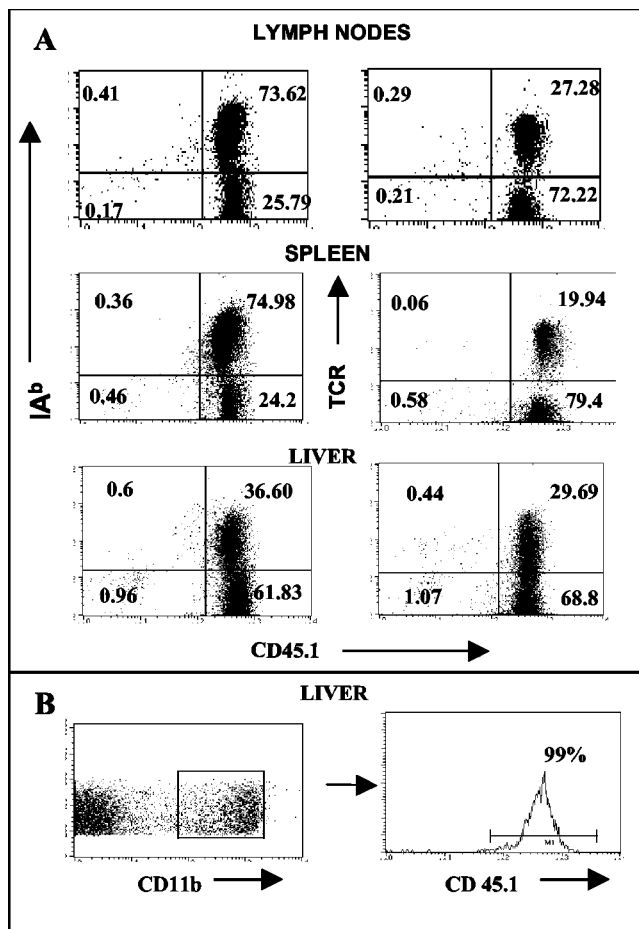 A
LYMPH NODES
0.41 73.62
0.17 25.79
0.29 27.28
0.21 72.22
SPLEEN
0.36 74.98
0.46 24.2
0.06 19.94
0.58 79.4
IAb
TCR
LIVER
0.6 36.60
0.96 61.83
0.44 29.69
1.07 68.8
CD45.1
B
LIVER
99%
M1
CD11b
CD 45.1